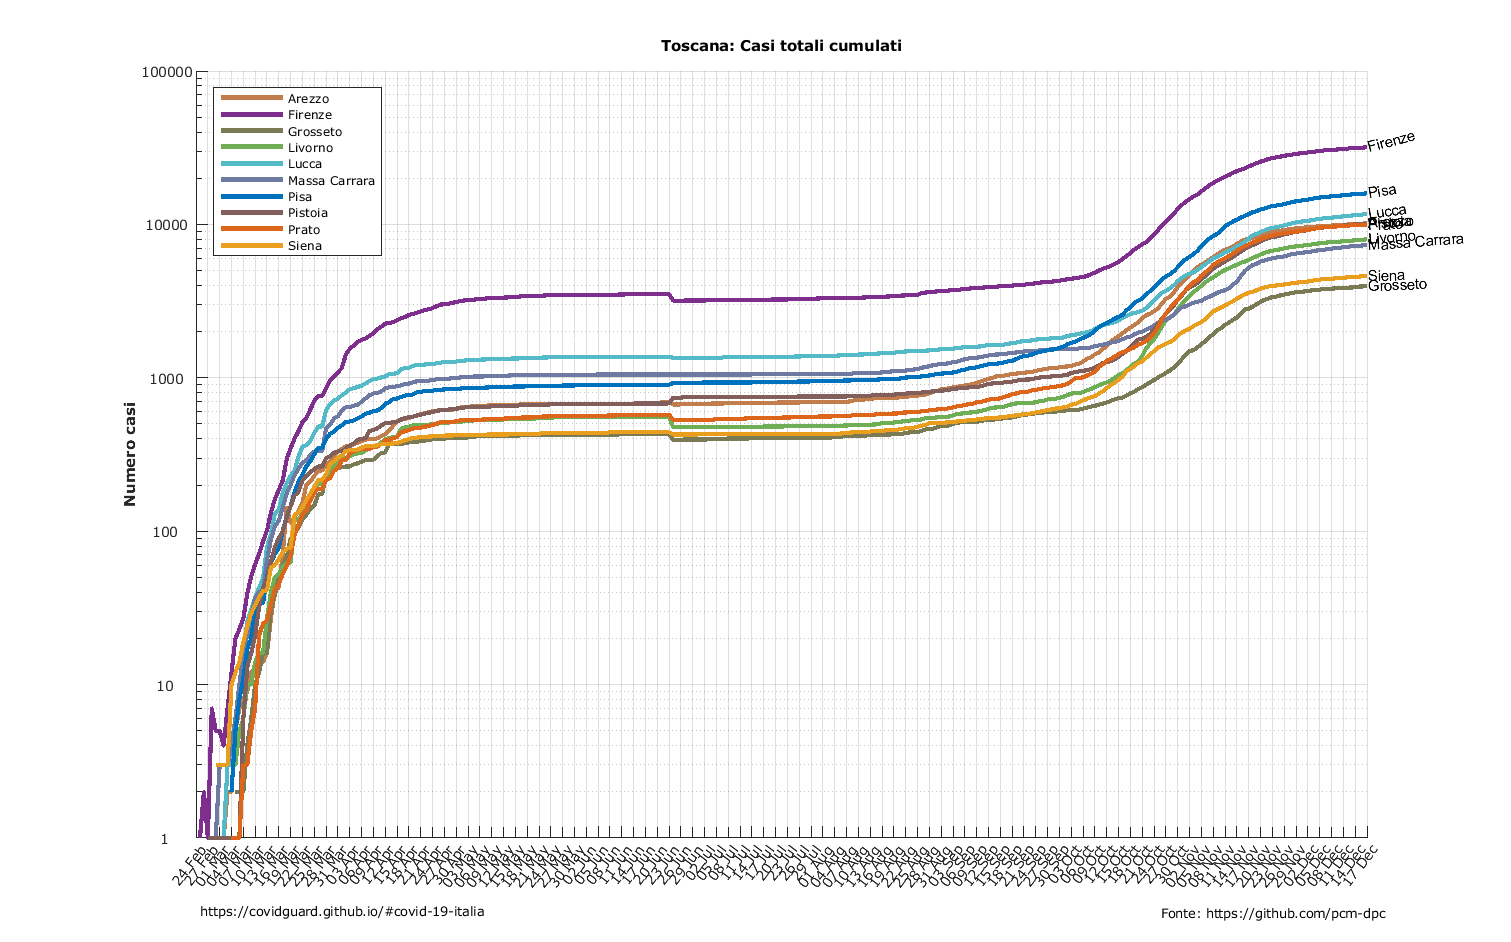 Toscana: Casi totali cumulati
Numero casi
100000
10000
1000
100
10
1
Arezzo
Firenze
Grosseto
Livorno
Lucca
Massa Carrara
Pisa
Pistoia
Prato
Siena
Firenze
Pisa
Lucca
Prato
Livorno
Massa Carrara
Siena
Grosseto
24 Feb
27 Feb
01 Mar
04 Mar
07 Mar
10 Mar
13 Mar
16 Mar
19 Mar
22 Mar
25 Mar
28 Mar
31 Mar
03 Apr
06 Apr
09 Apr
12 Apr
15 Apr
18 Apr
21 Apr
24 Apr
27 Apr
30 Apr
03 May
06 May
09 May
12 May
15 May
18 May
21 May
24 May
27 May
30 May
02 Jun
05 Jun
08 Jun
11 Jun
14 Jun
17 Jun
20 Jun
23 Jun
26 Jun
29 Jun
02 Jul
05 Jul
08 Jul
11 Jul
14 Jul
17 Jul
20 Jul
23 Jul
26 Jul
29 Jul
01 Aug
04 Aug
07 Aug
10 Aug
13 Aug
16 Aug
19 Aug
22 Aug
25 Aug
28 Aug
31 Aug
03 Sep
06 Sep
09 Sep
12 Sep
15 Sep
18 Sep
21 Sep
24 Sep
27 Sep
30 Sep
03 Oct
06 Oct
09 Oct
12 Oct
15 Oct
18 Oct
21 Oct
24 Oct
27 Oct
30 Oct
02 Nov
05 Nov
08 Nov
11 Nov
14 Nov
17 Nov
20 Nov
23 Nov
26 Nov
29 Nov
02 Dec
05 Dec
08 Dec
11 Dec
14 Dec
17 Dec
https://covidguard.github.io/#covid-19-italia
Fonte: https://github.com/pcm-dpc